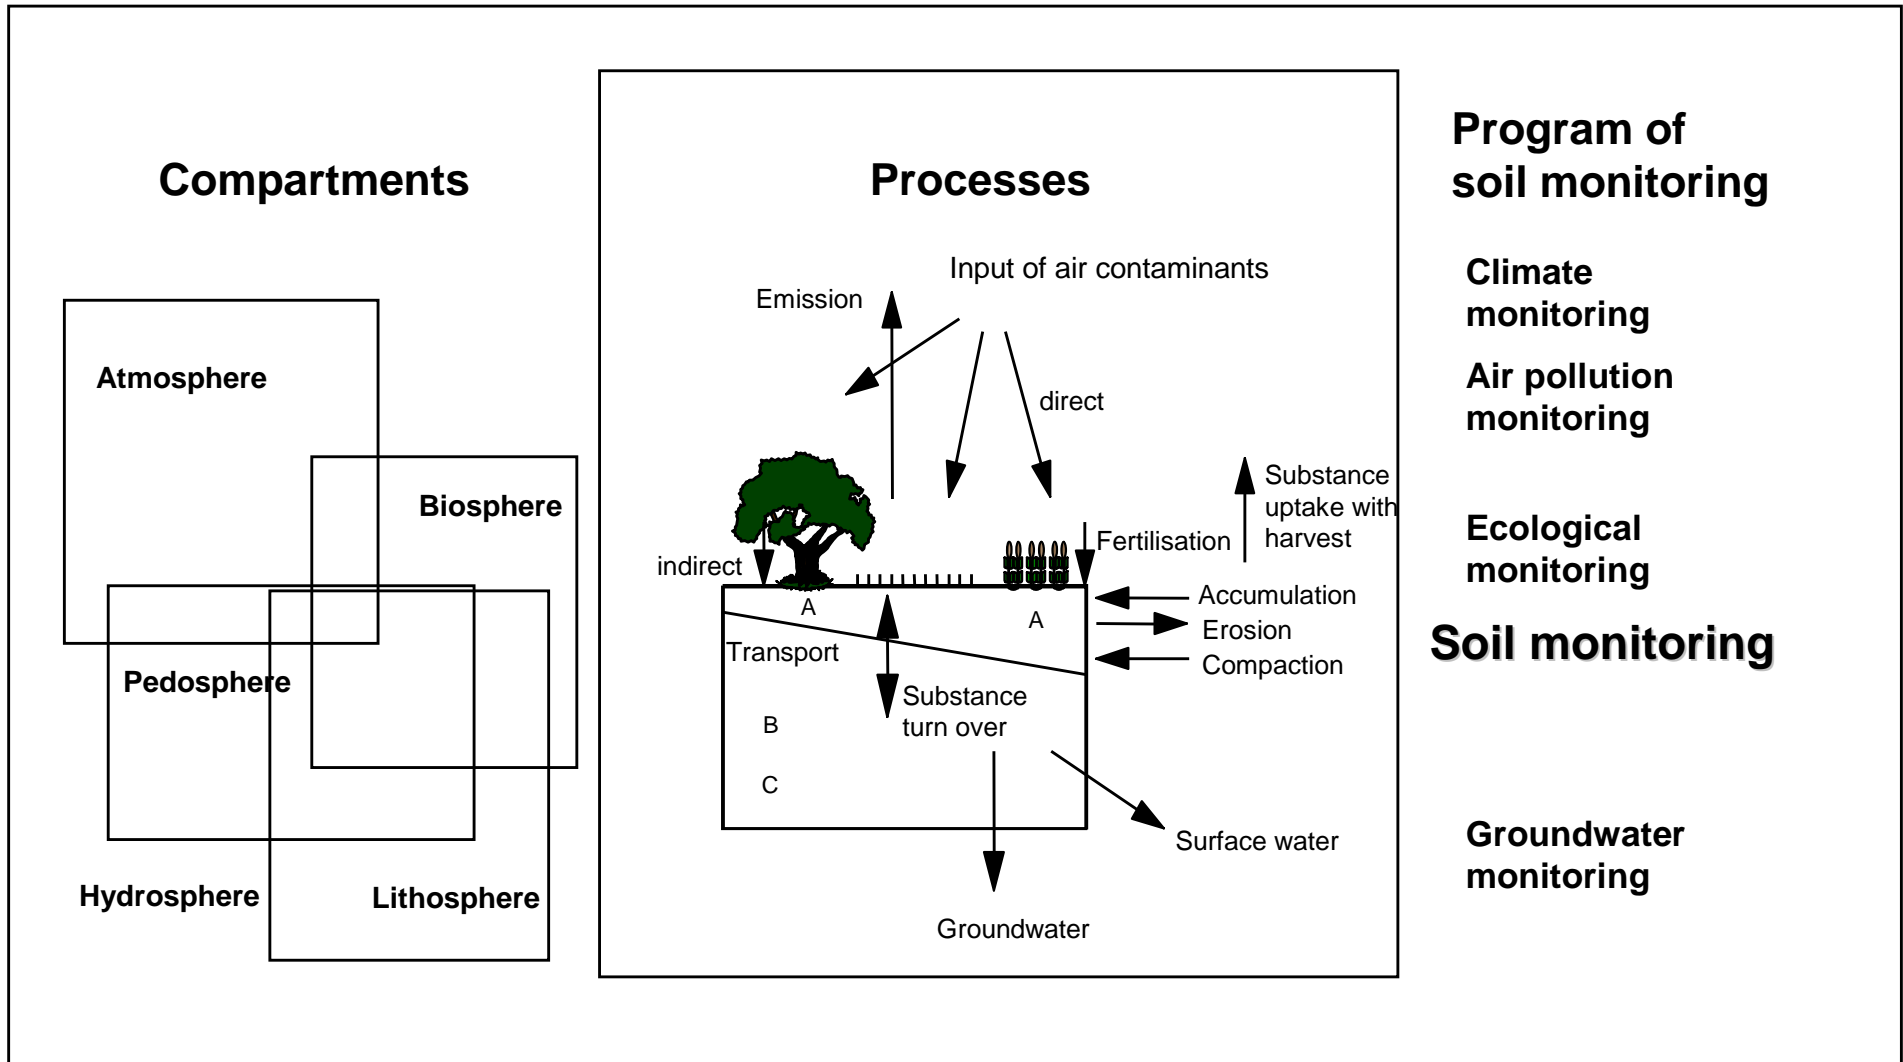 Compartments
Atmosphere
Biosphere
Pedosphere
Hydrosphere
Lithosphere
Processes
Input of air contaminants
Emission
direct
Substance
uptake with
harvest
Fertilisation
indirect
A
A
Accumulation
Erosion
Compaction
Transport
Substance
turn over
B
C
Surface water
Groundwater
Program of
soil monitoring
Climate
monitoring
Air pollution
monitoring
Ecological
monitoring
Soil monitoring
Groundwater
monitoring